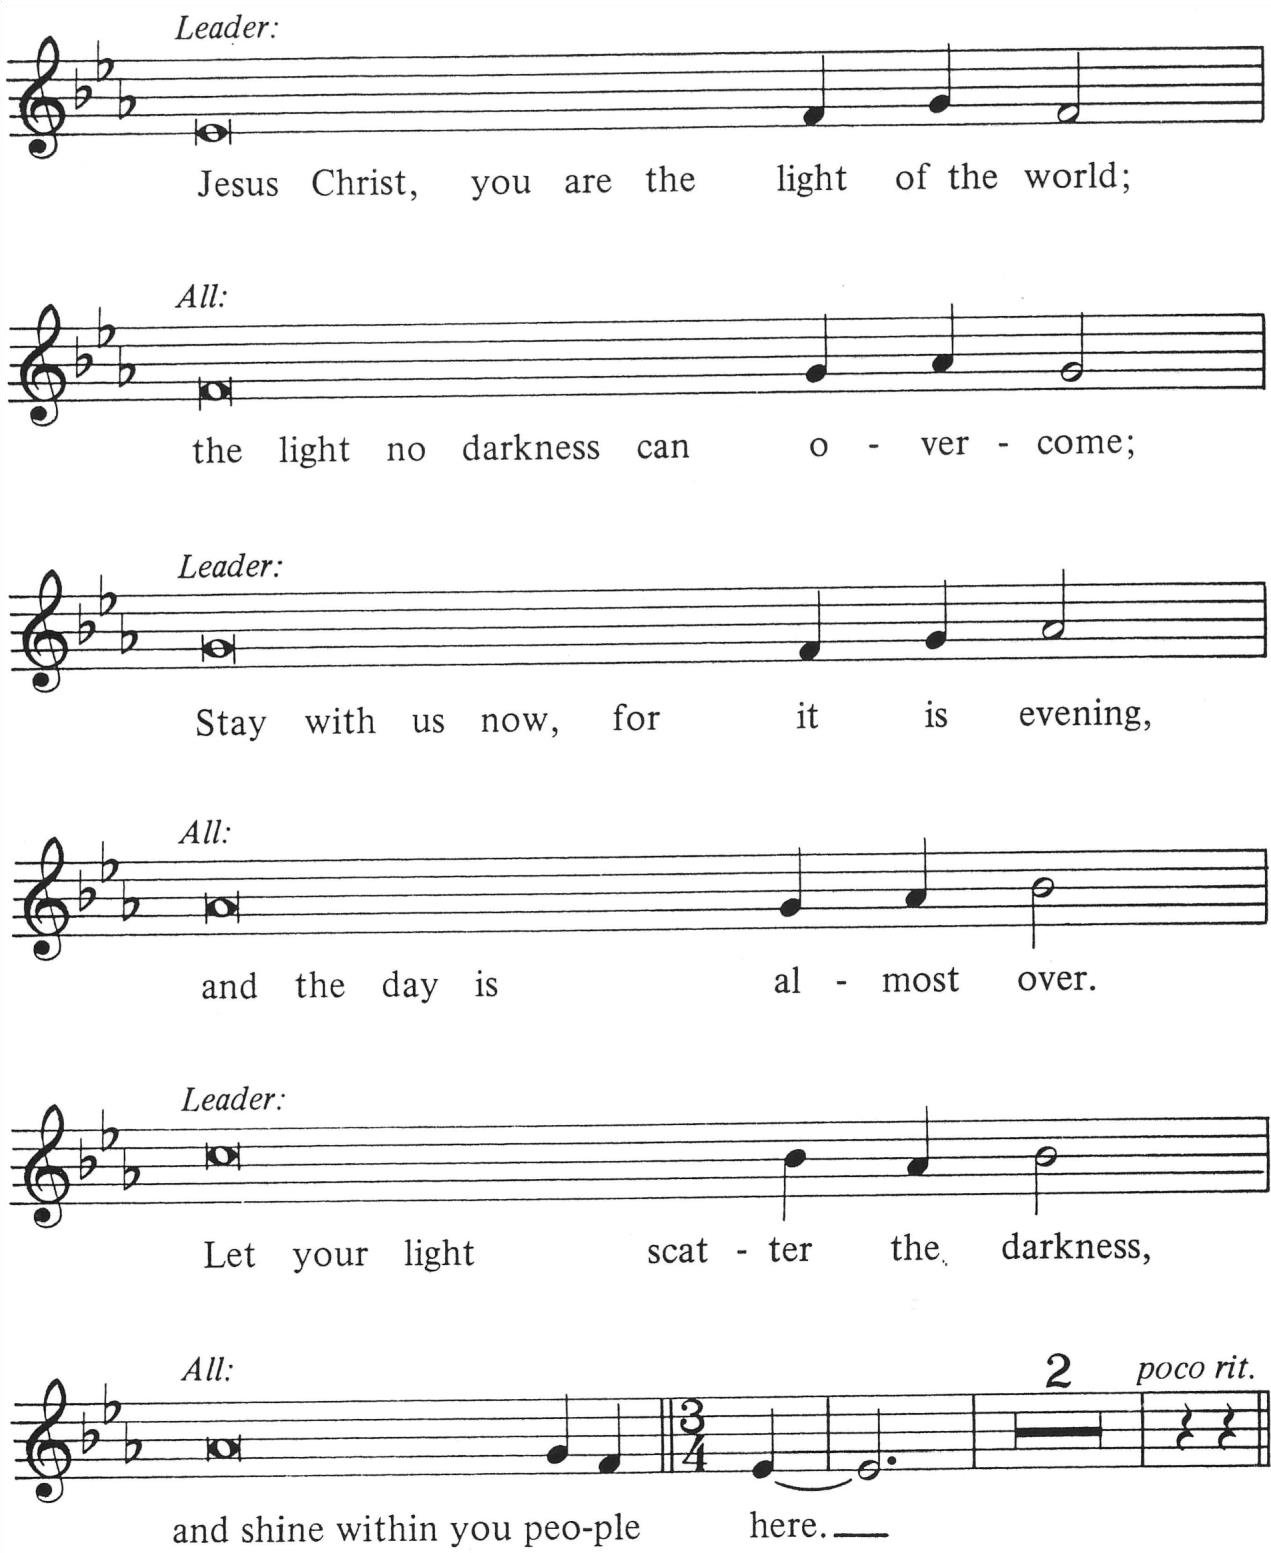 Leader:
Jesus Christ, you are the light of the world;
All:
the light no darkness can o - ver - come;
Leader:
Stay with us now, for it is evening,
All:
and the day is al - most over.
Leader:
Let your light scat - ter the darkness,
All:
2 poco rit.
3
4
and shine within you peo-ple here.